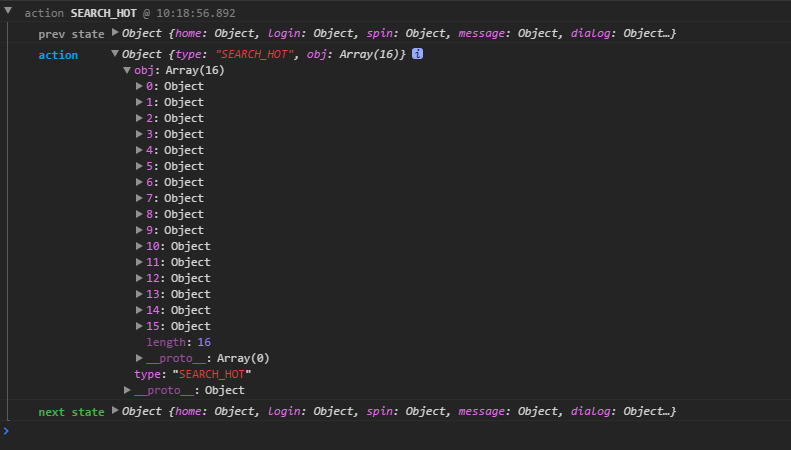 action SEARCH_HOT @ 10:18:56.892
prev state Object {home: Object, login: Object, spin: Object, message: Object, dialog: Object…}
action Object {type: "SEARCH_HOT", obj: Array(16)} i
obj: Array(16)
0: Object
1: Object
2: Object
3: Object
4: Object
5: Object
6: Object
7: Object
8: Object
9: Object
10: Object
11: Object
12: Object
13: Object
14: Object
15: Object
length: 16
__proto__: Array(0)
type: "SEARCH_HOT"
__proto__: Object
next state Object {home: Object, login: Object, spin: Object, message: Object, dialog: Object…}